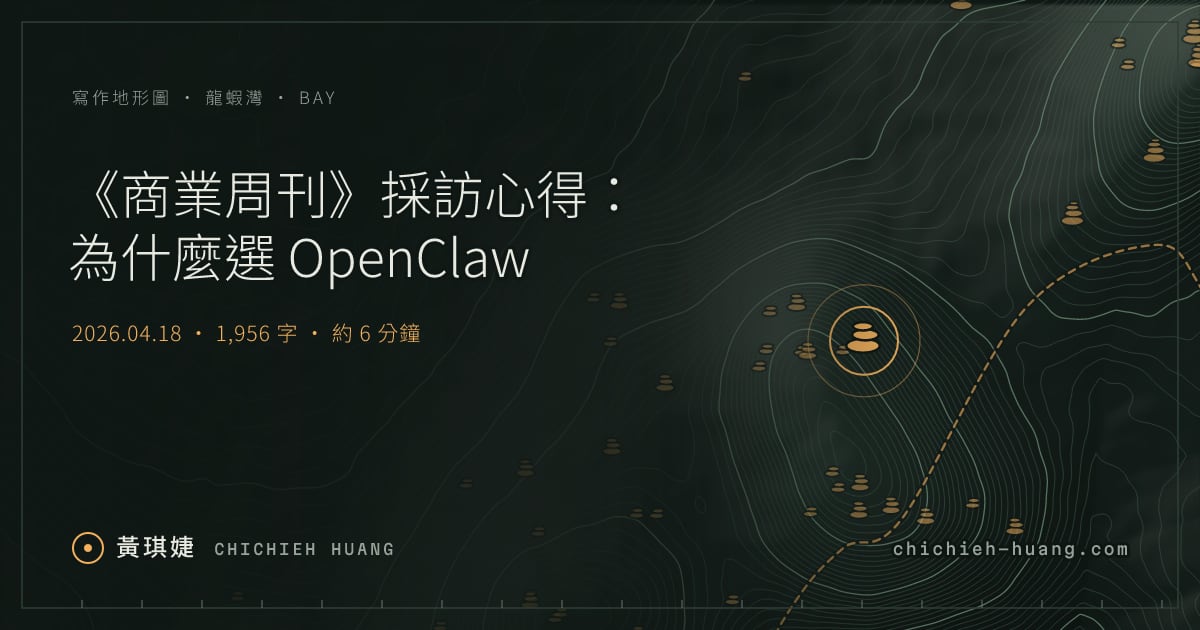 寫作地形圖 · 龍蝦灣 · BAY
《商業周刊》採訪心得：
為什麼選 OpenClaw
2026.04.18 · 1,956 字 · 約 6 分鐘
黃琪婕 CHICHIEH HUANG
chichieh-huang.com